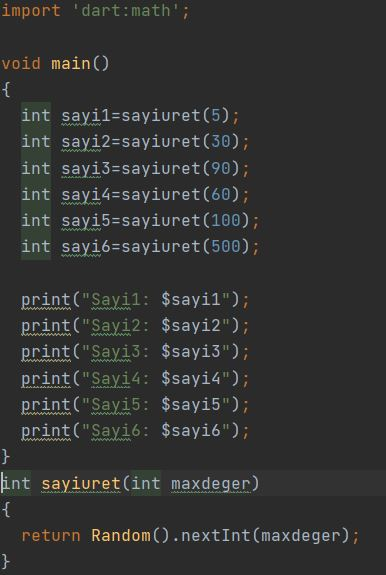 import 'dart:math';
void main()
{
int sayi1=sayiuret(5);
int sayi2=sayiuret(30);
int sayi3=sayiuret(90);
int sayi4=sayiuret(60);
int sayi5=sayiuret(100);
int sayi6=sayiuret(500);
print("Sayi1: $sayi1");
print("Sayi2: $sayi2");
print("Sayi3: $sayi3");
print("Sayi4: $sayi4");
print("Sayi5: $sayi5");
print("Sayi6: $sayi6");
}
int sayiuret(int maxdeger)
{
return Random().nextInt(maxdeger);
}